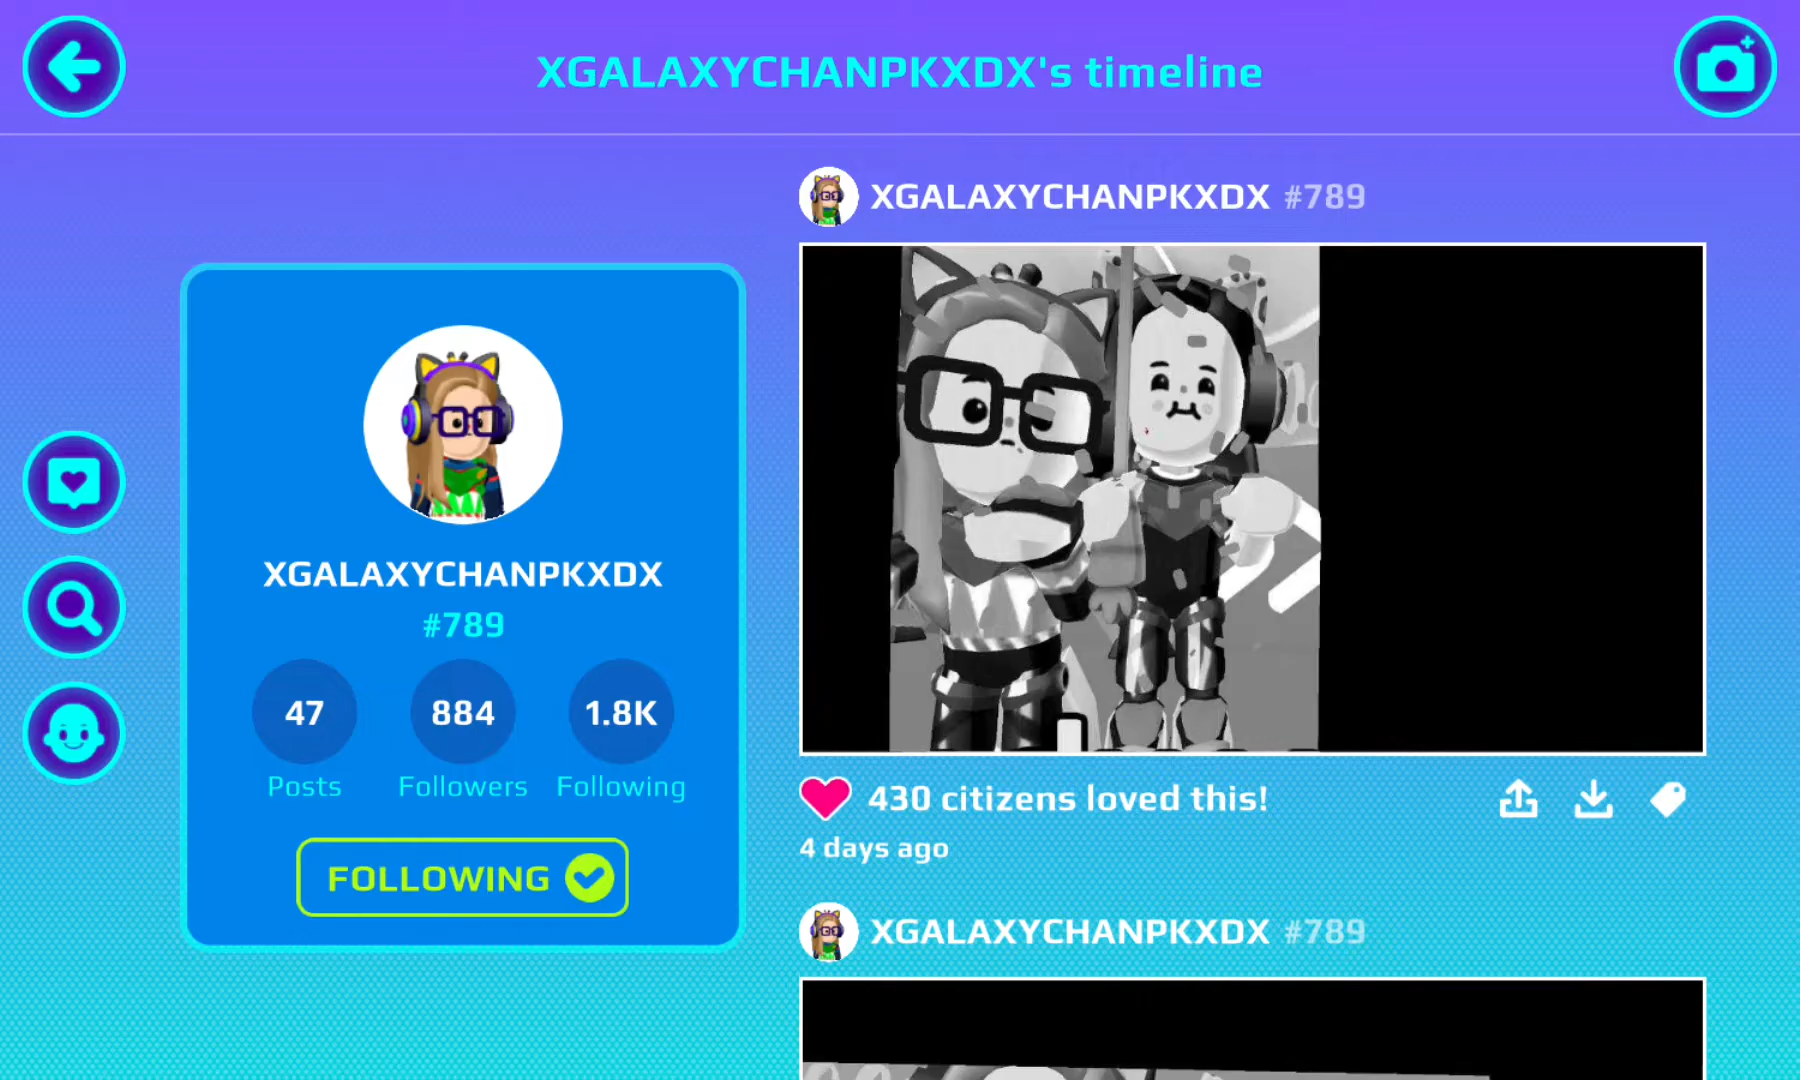 XGALAXYCHANPKXDX's timeline
XGALAXYCHANPKXDX
#789
47
884
1.8K
Posts
Followers
Following
FOLLOWING
XGALAXYCHANPKXDX #789
430 citizens loved this!
4 days ago
XGALAXYCHANPKXDX #789